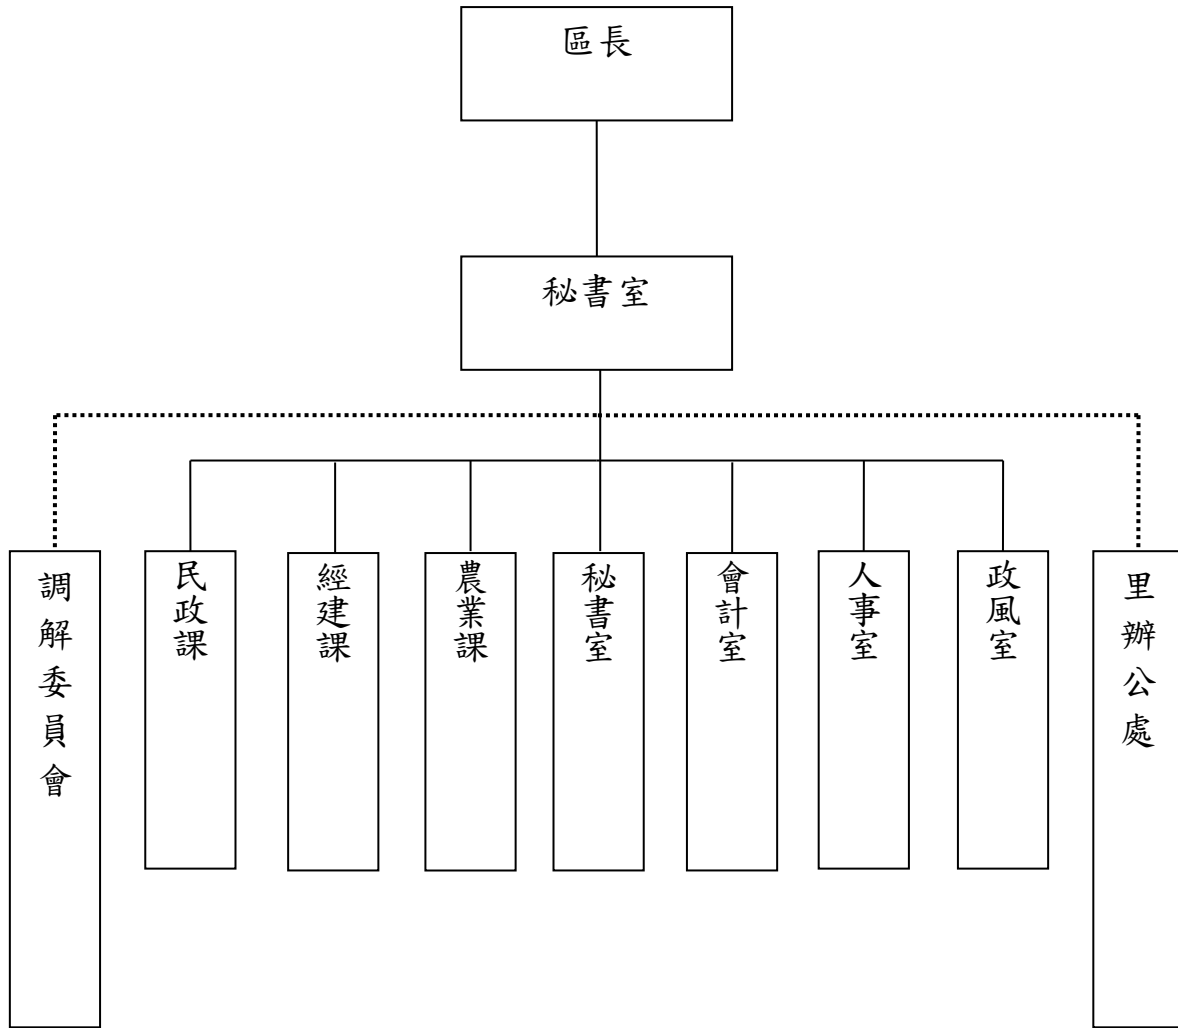 區長
秘書室
調解委員會
民政課
經建課
農業課
秘書室
會計室
人事室
政風室
里辦公處